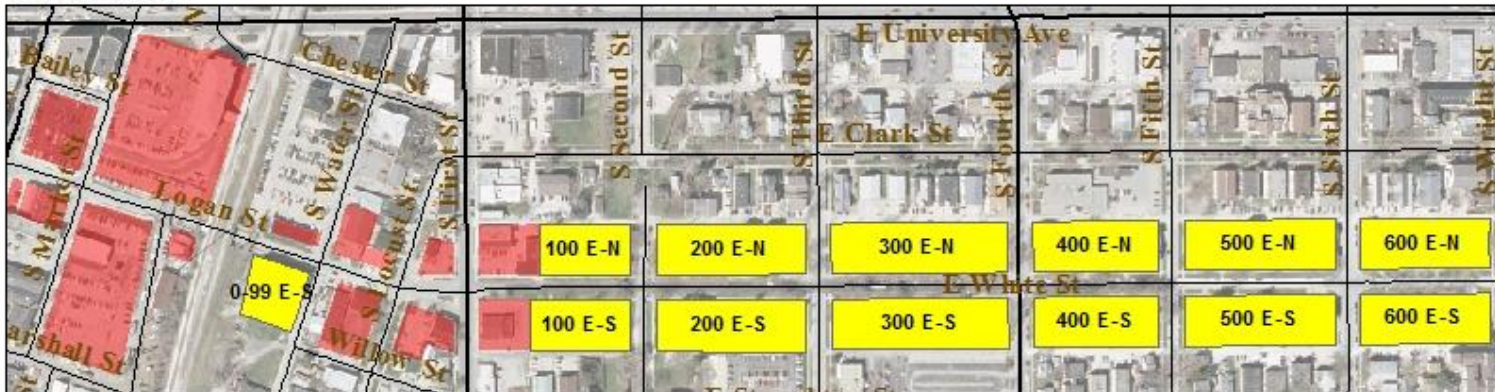 Bailey St
Chester St
S Second St
S Third St
E University Ave
S Fourth St
S Fifth St
S Sixth St
S Wright St
E Clark St
S Water St
S First St
S Locust St
Logan St
100 E-N
200 E-N
300 E-N
400 E-N
500 E-N
600 E-N
0-99 E-S
E White St
100 E-S
200 E-S
300 E-S
400 E-S
500 E-S
600 E-S
Willow St